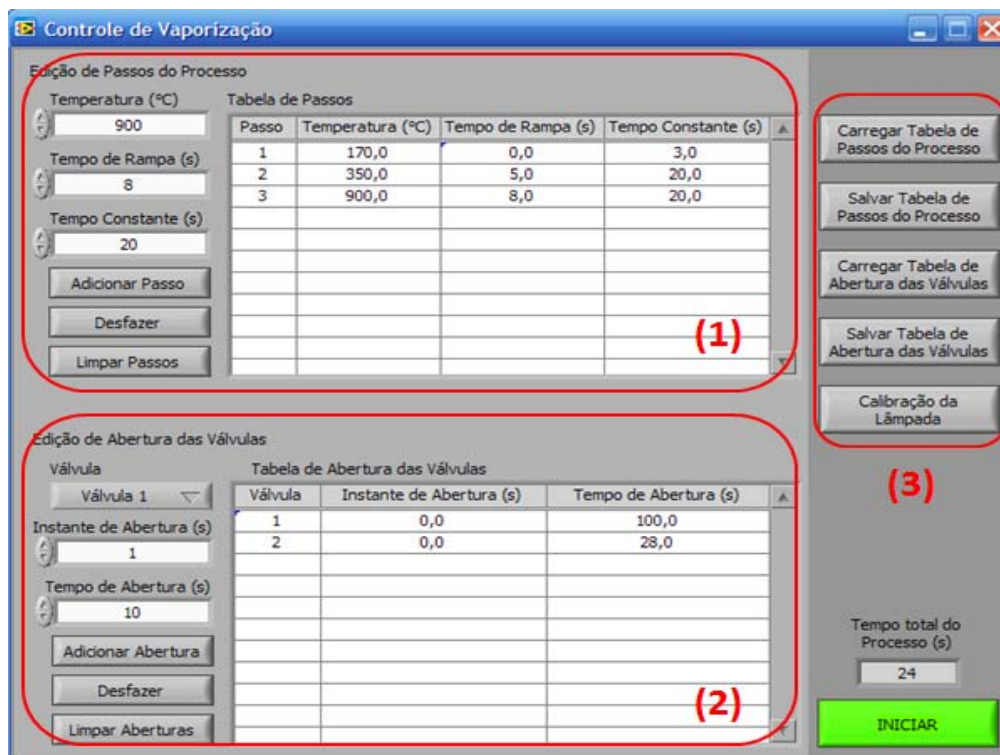 Controle de Vaporização
Edição de Passos do Processo
Temperatura (ºC)
900
Tempo de Rampa (s)
8
Tempo Constante (s)
20
Adicionar Passo
Desfazer
Limpar Passos
Tabela de Passos
Passo Temperatura (ºC) Tempo de Rampa (s) Tempo Constante (s)
1 170,0 0,0 3,0
2 350,0 5,0 20,0
3 900,0 8,0 20,0
(1)
Edição de Abertura das Válvulas
Válvula
Válvula 1
Instante de Abertura (s)
1
Tempo de Abertura (s)
10
Adicionar Abertura
Desfazer
Limpar Aberturas
Tabela de Abertura das Válvulas
Válvula Instante de Abertura (s) Tempo de Abertura (s)
1 0,0 100,0
2 0,0 28,0
(2)
Carregar Tabela de
Passos do Processo
Salvar Tabela de
Passos do Processo
Carregar Tabela de
Abertura das Válvulas
Salvar Tabela de
Abertura das Válvulas
Calibração da
Lâmpada
(3)
Tempo total do
Processo (s)
24
INICIAR